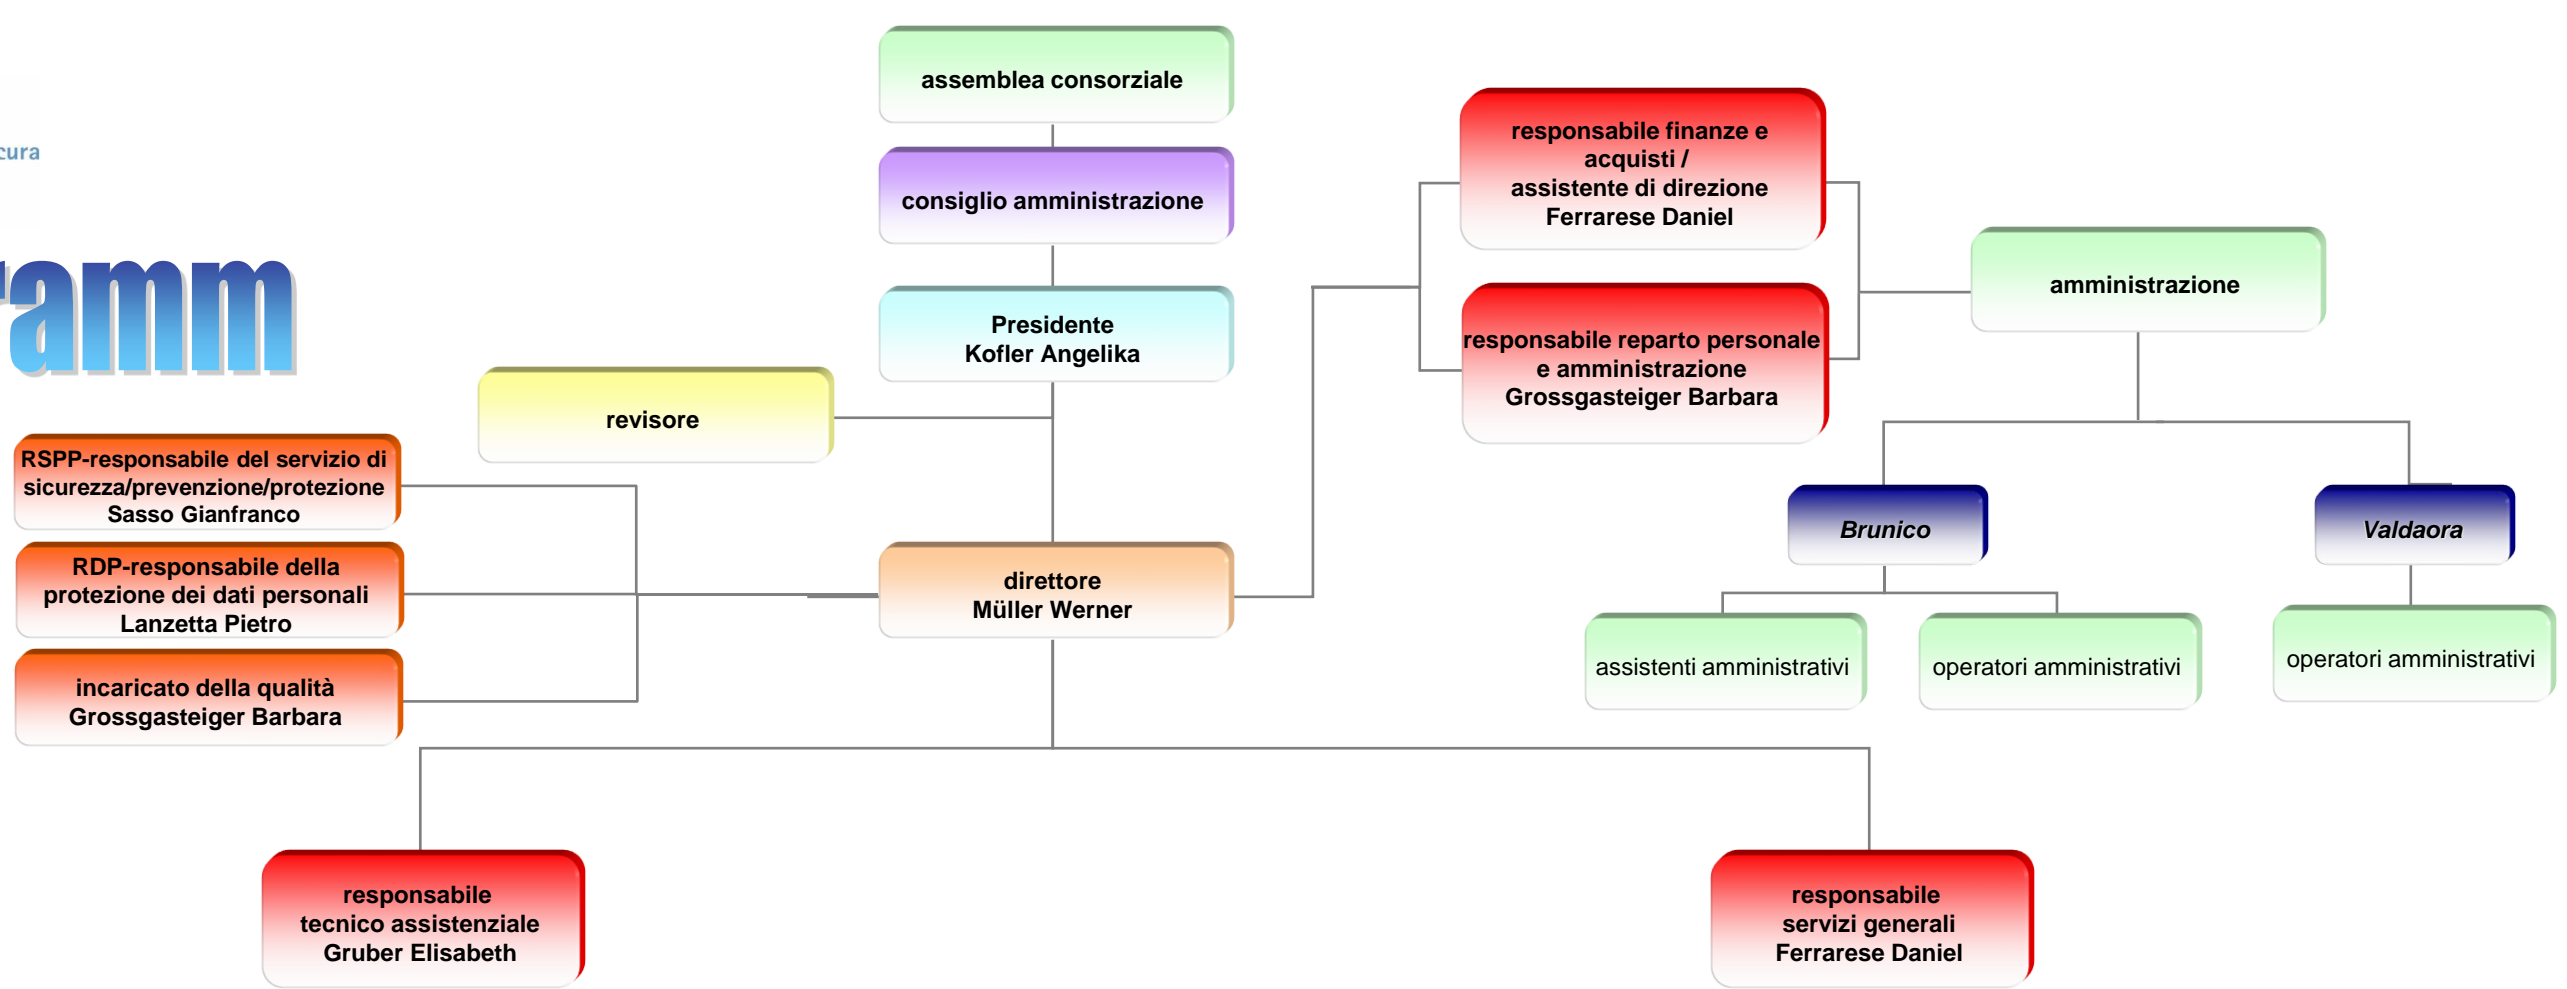 assemblea consorziale
cura
consiglio amministrazione
ramm
Presidente
Kofler Angelika
revisore
RSPP-responsabile del servizio di
sicurezza/prevenzione/protezione
Sasso Gianfranco
RDP-responsabile della
protezione dei dati personali
Lanzetta Pietro
incaricato della qualità
Grossgasteiger Barbara
direttore
Müller Werner
responsabile finanze e
acquisti /
assistente di direzione
Ferrarese Daniel
responsabile reparto personale
e amministrazione
Grossgasteiger Barbara
amministrazione
Brunico
Valdaora
assistenti amministrativi
operatori amministrativi
operatori amministrativi
responsabile
tecnico assistenziale
Gruber Elisabeth
responsabile
servizi generali
Ferrarese Daniel